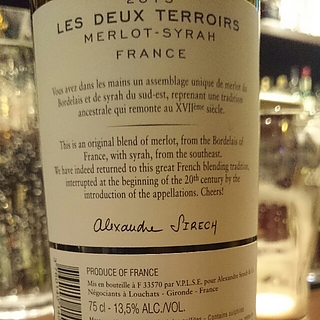 2015
LES DEUX TERROIRS
MERLOT-SYRAH
FRANCE
Vous avez dans les mains un assemblage unique de merlot du
Bordelais et de syrah du sud-est, reprenant une tradition
ancestrale qui remonte au XVIIème siècle.
This is an original blend of merlot, from the Bordelais of
France, with syrah, from the southeast.
We have indeed returned to this great French blending tradition,
interrupted at the beginning of the 20th century by the
introduction of the appellations. Cheers!
Alexandre SIRECH
PRODUCE OF FRANCE
Mis en bouteille à F 33570 par V.P.L.S.E. pour Alexandre
Négociants à Louchats - Gironde - France
75 cl - 13,5% ALC./VOL.